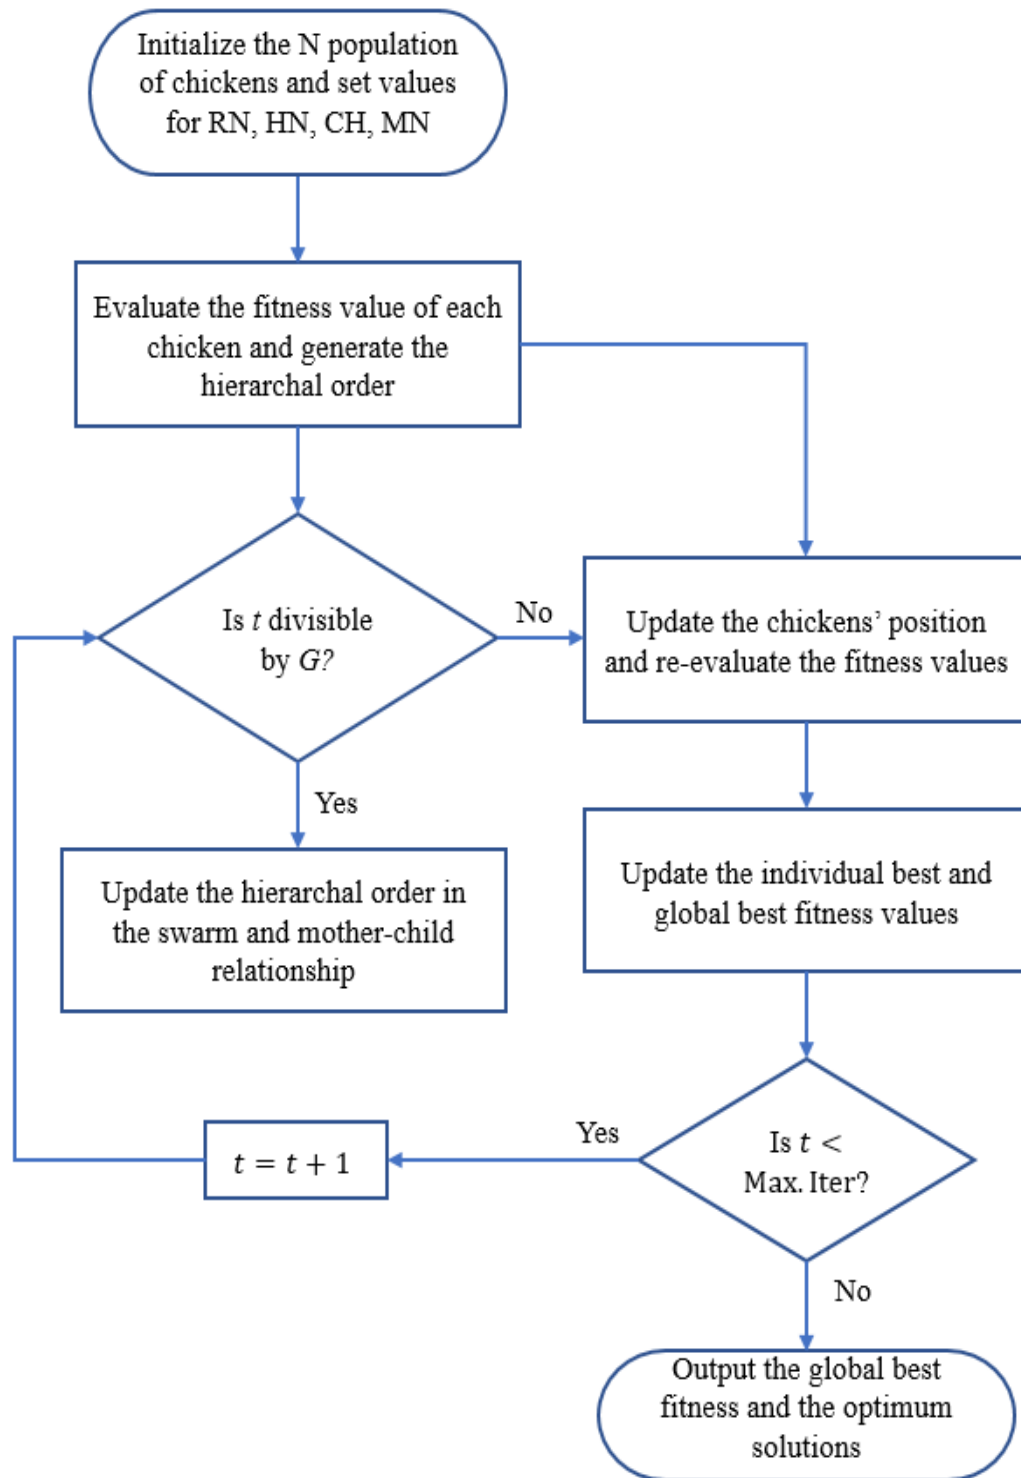 Initialize the N population
of chickens and set values
for RN, HN, CH, MN
Evaluate the fitness value of each
chicken and generate the
hierarchal order
Is t divisible
by G?
No
Update the chickens’ position
and re-evaluate the fitness values
Yes
Update the hierarchal order in
the swarm and mother-child
relationship
Update the individual best and
global best fitness values
Is t <
Max. Iter?
Yes
t = t + 1
No
Output the global best
fitness and the optimum
solutions